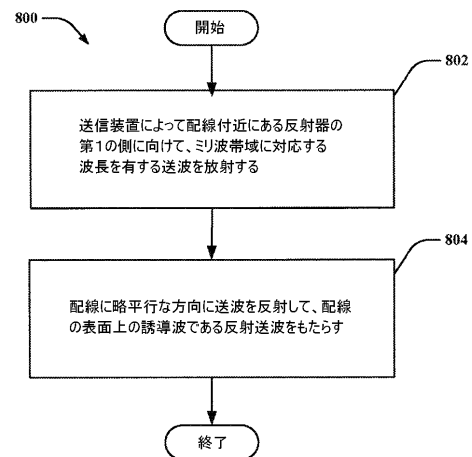 800
開始
802
送信装置によって配線付近にある反射器の
第1の側に向けて、ミリ波帯域に対応する
波長を有する送波を放射する
804
配線に略平行な方向に送波を反射して、配線
の表面上の誘導波である反射送波をもたらす
終了